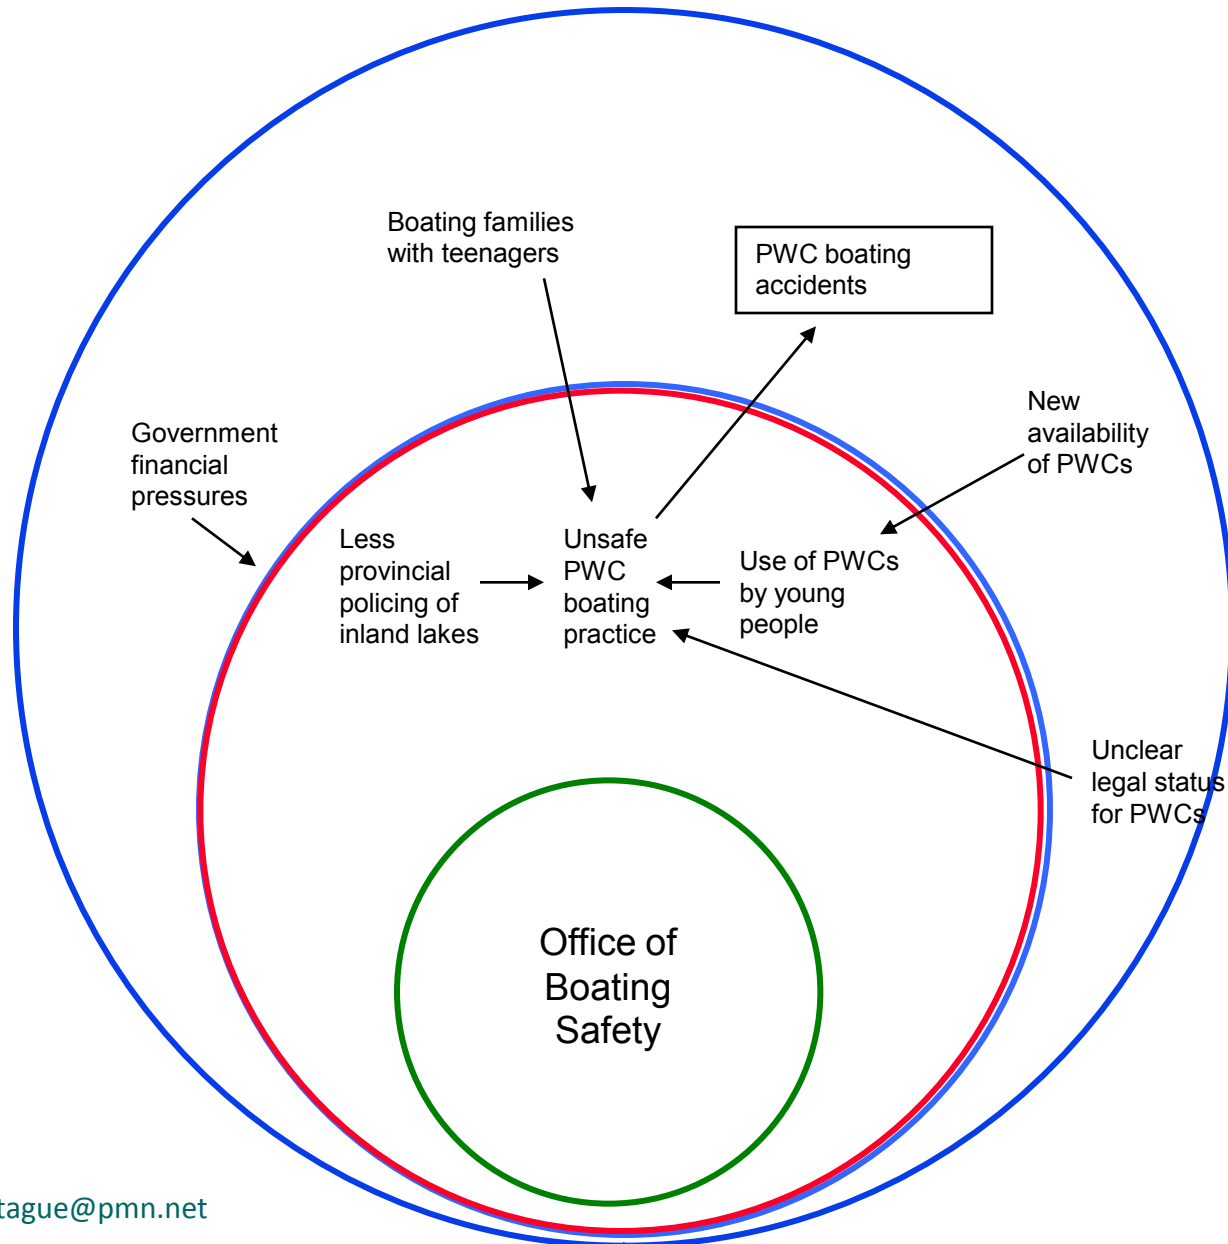 Boating families
with teenagers
PWC boating
accidents
New
availability
of PWCs
Government
financial
pressures
Less
provincial
policing of
inland lakes
Unsafe
PWC
boating
practice
Use of PWCs
by young
people
Unclear
legal status
for PWCs
Office of
Boating
Safety
tague@pmn.net